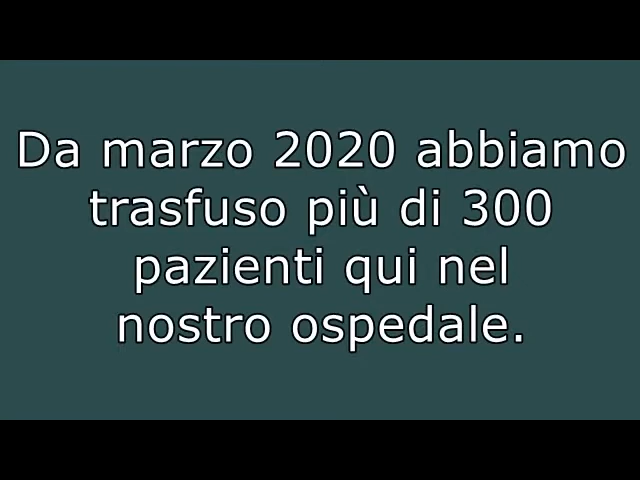 Da marzo 2020 abbiamo
trasfuso più di 300
pazienti qui nel
nostro ospedale.